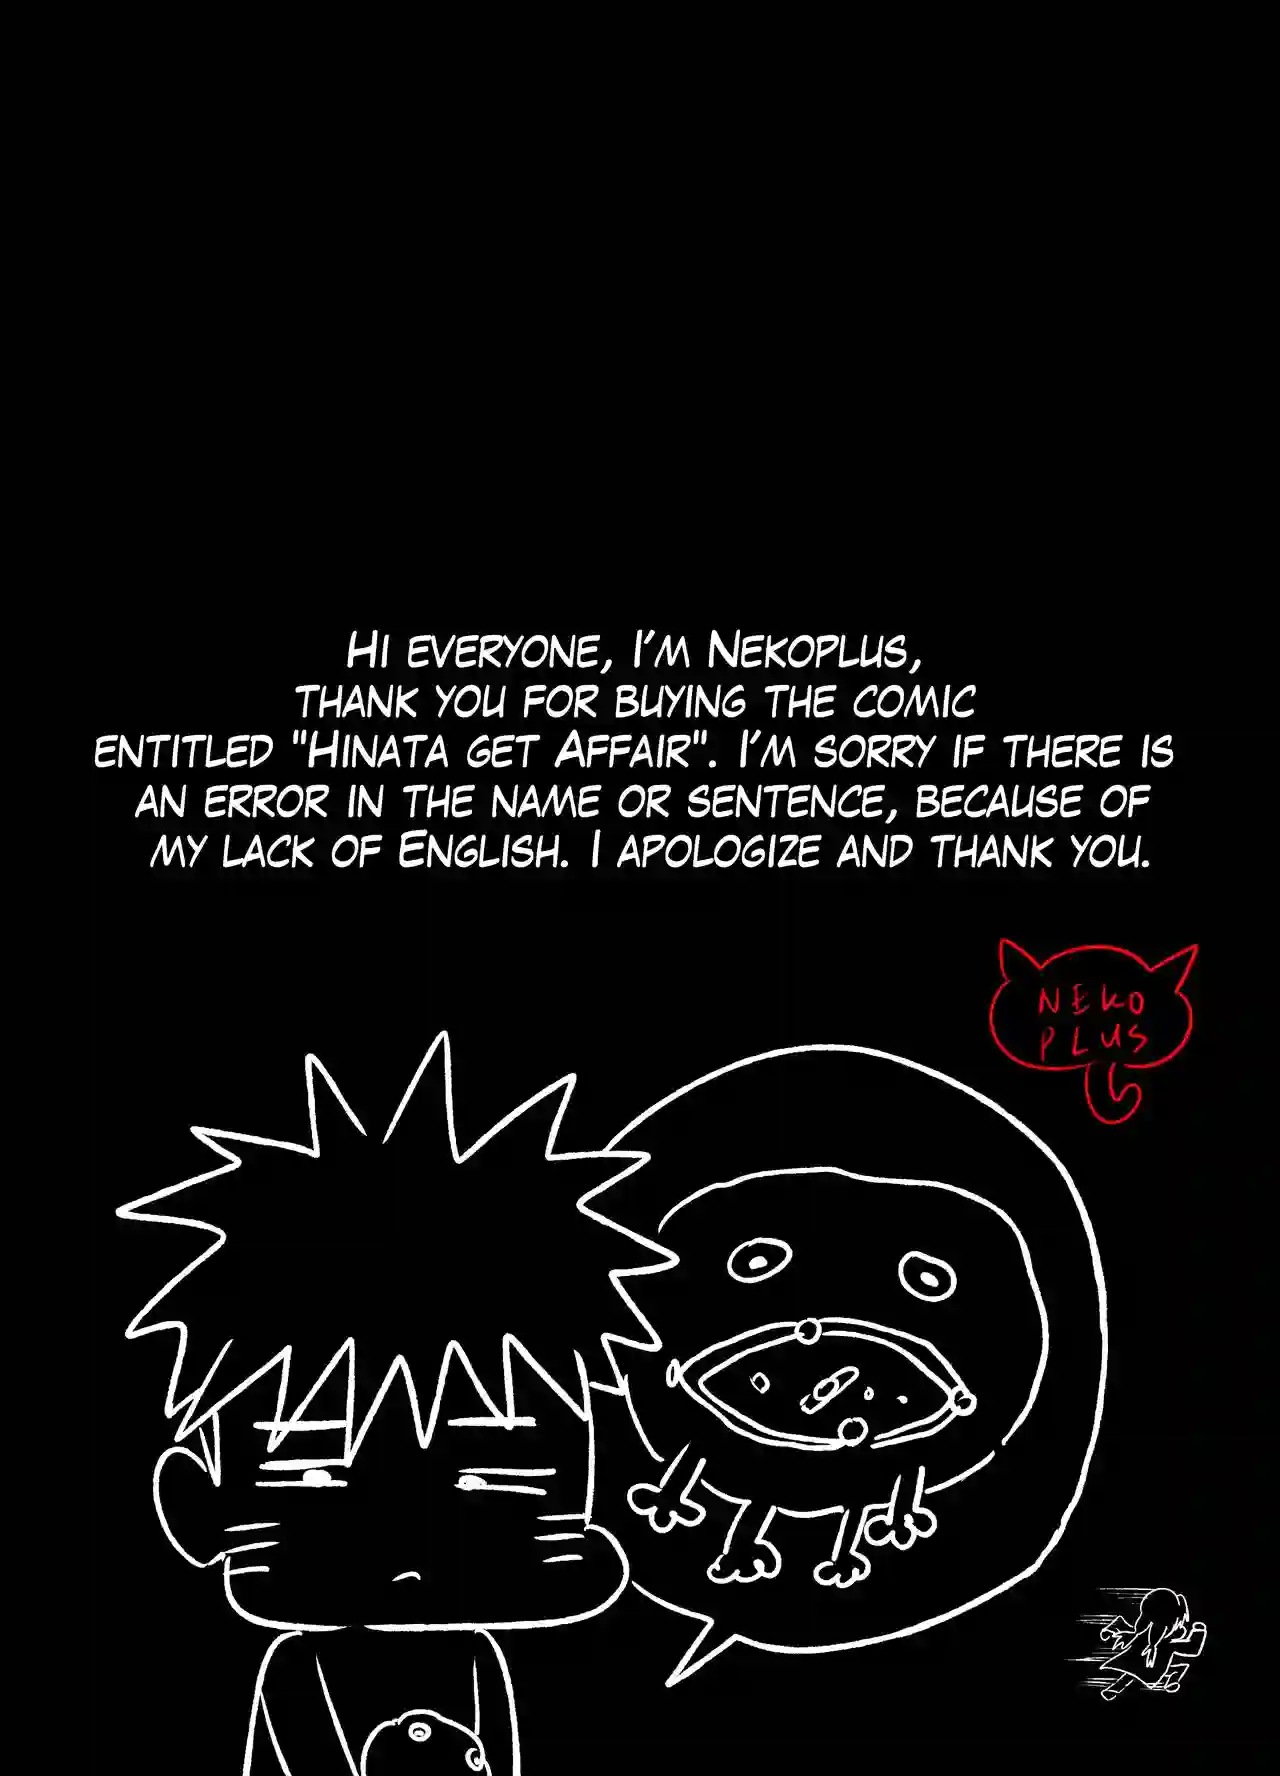 Hi everyone, I'm Nekoplus,
thank you for buying the comic
entitled "Hinata get Affair". I'm sorry if there is
an error in the name or sentence, because of
my lack of English. I apologize and thank you.
NEKO
PLUS